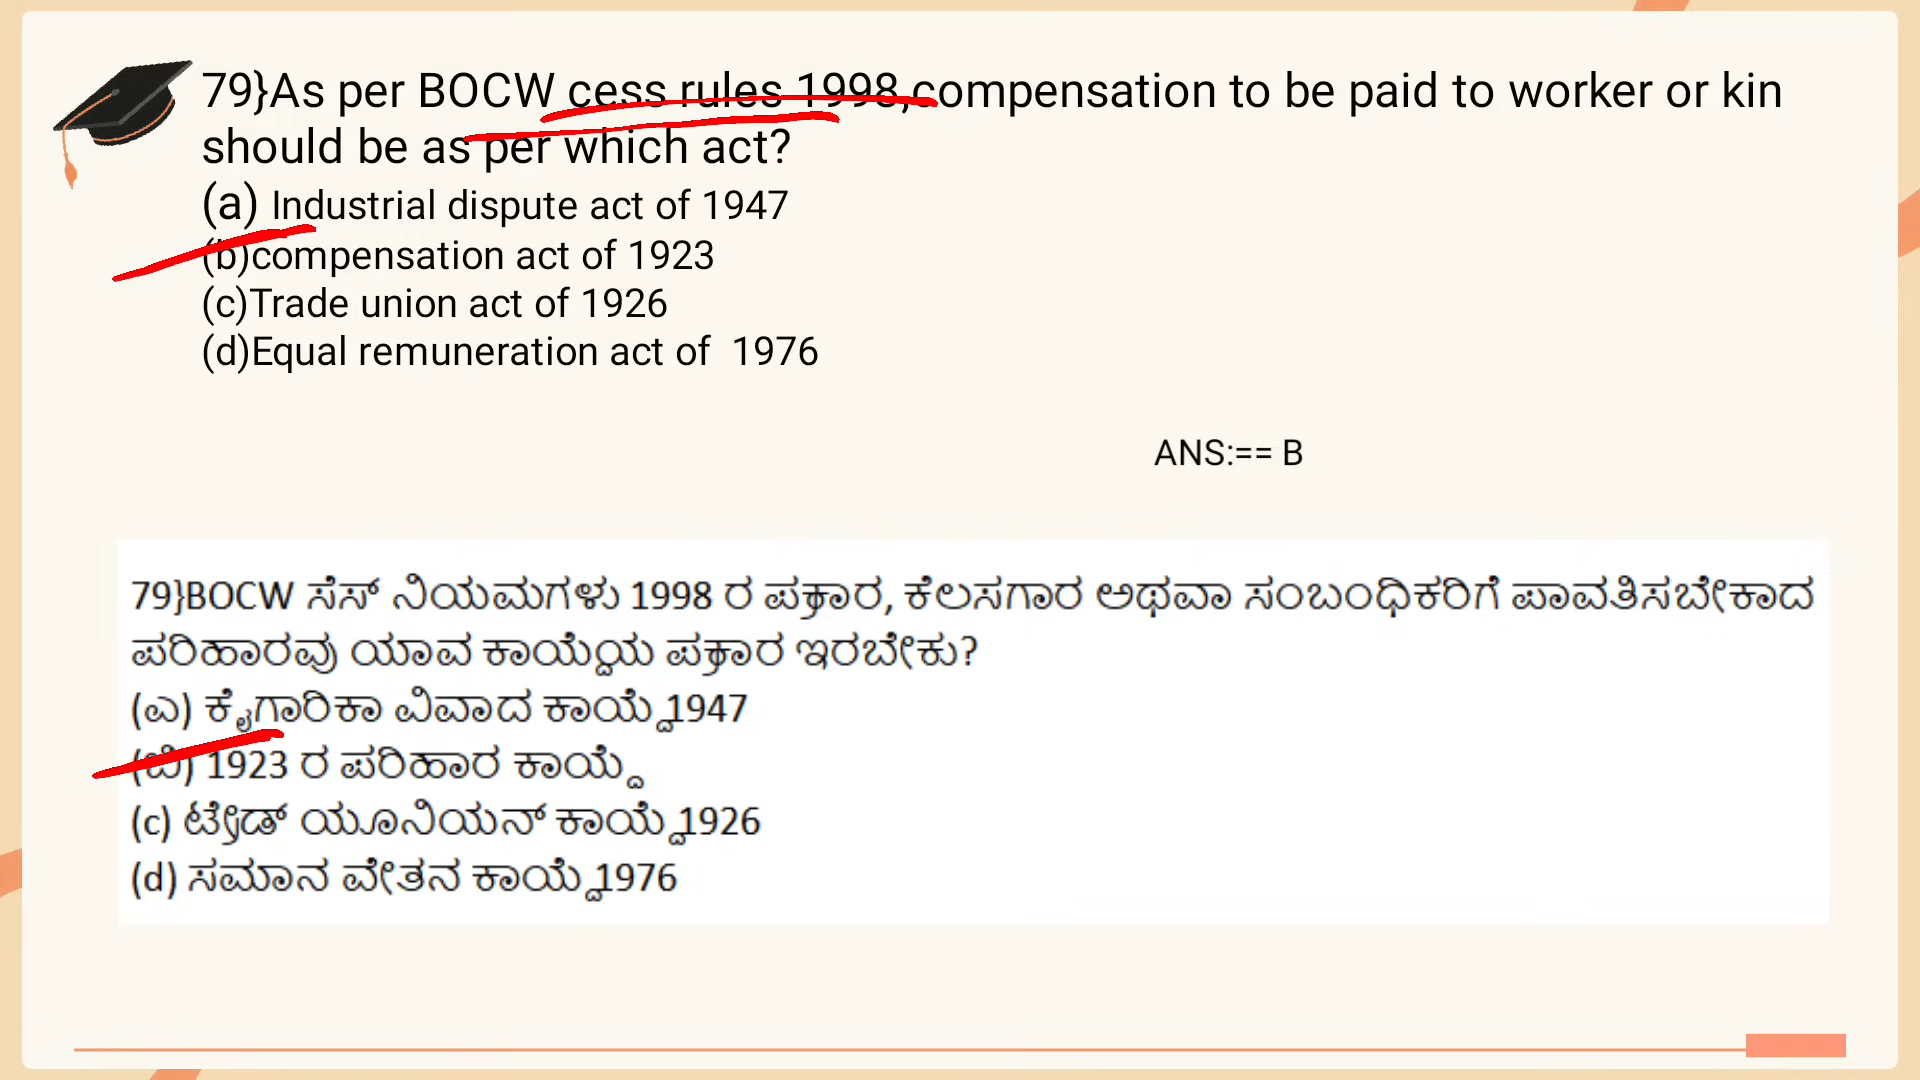 79}As per BOCW cess rules 1998,compensation to be paid to worker or kin
should be as per which act?
(a) Industrial dispute act of 1947
(b)compensation act of 1923
(c)Trade union act of 1926
(d)Equal remuneration act of  1976
ANS:== B
79}BOCW ಸೆಸ್ ನಿಯಮಗಳು 1998 ರ ಪ್ರಕಾರ, ಕೆಲಸಗಾರ ಅಥವಾ ಸಂಬಂಧಿಕರಿಗೆ ಪಾವತಿಸಬೇಕಾದ
ಪರಿಹಾರವು ಯಾವ ಕಾಯ್ದೆಯ ಪ್ರಕಾರ ಇರಬೇಕು?
(ಎ) ಕೈಗಾರಿಕಾ ವಿವಾದ ಕಾಯ್ದೆ 1947
(ಬಿ) 1923 ರ ಪರಿಹಾರ ಕಾಯ್ದೆ
(c) ಟ್ರೇಡ್ ಯೂನಿಯನ್ ಕಾಯ್ದೆ 1926
(d) ಸಮಾನ ವೇತನ ಕಾಯ್ದೆ 1976